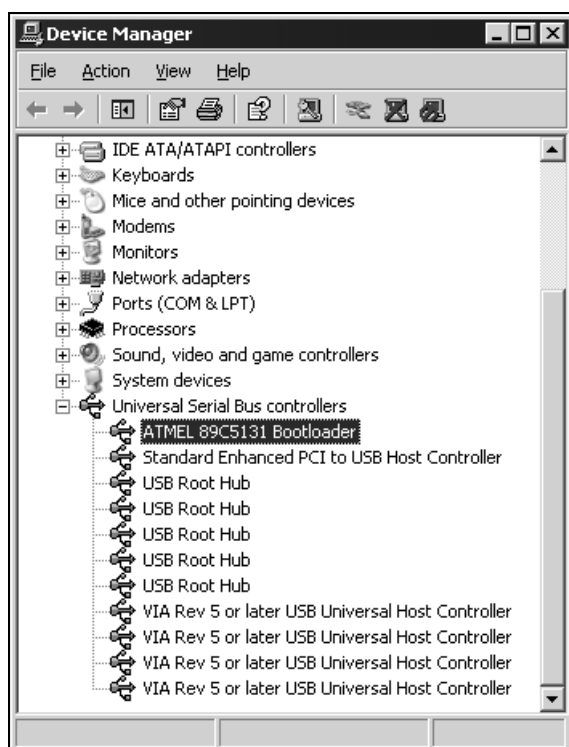 Device Manager
File Action View Help
IDE ATA/ATAPI controllers
Keyboards
Mice and other pointing devices
Modems
Monitors
Network adapters
Ports (COM & LPT)
Processors
Sound, video and game controllers
System devices
Universal Serial Bus controllers
ATMEL 89C5131 Bootloader
Standard Enhanced PCI to USB Host Controller
USB Root Hub
USB Root Hub
USB Root Hub
USB Root Hub
USB Root Hub
VIA Rev 5 or later USB Universal Host Controller
VIA Rev 5 or later USB Universal Host Controller
VIA Rev 5 or later USB Universal Host Controller
VIA Rev 5 or later USB Universal Host Controller